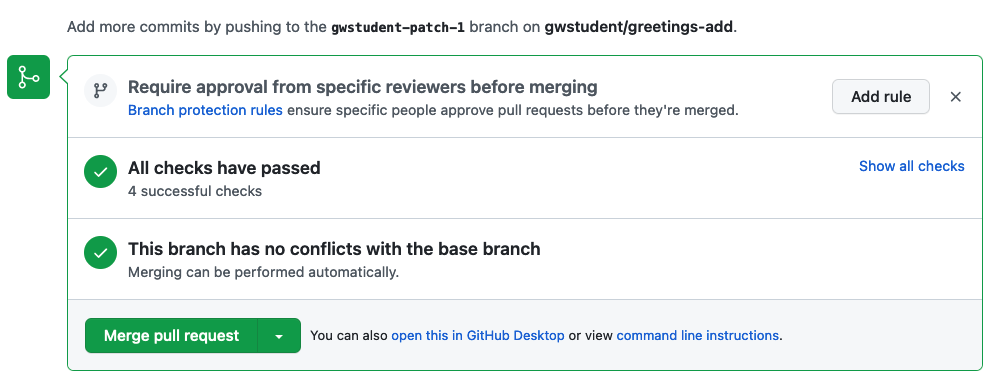 Add more commits by pushing to the gwstudent-patch-1 branch on gwstudent/greetings-add.
Require approval from specific reviewers before merging
Branch protection rules ensure specific people approve pull requests before they're merged.
Add rule
All checks have passed
4 successful checks
Show all checks
This branch has no conflicts with the base branch
Merging can be performed automatically.
Merge pull request
You can also open this in GitHub Desktop or view command line instructions.